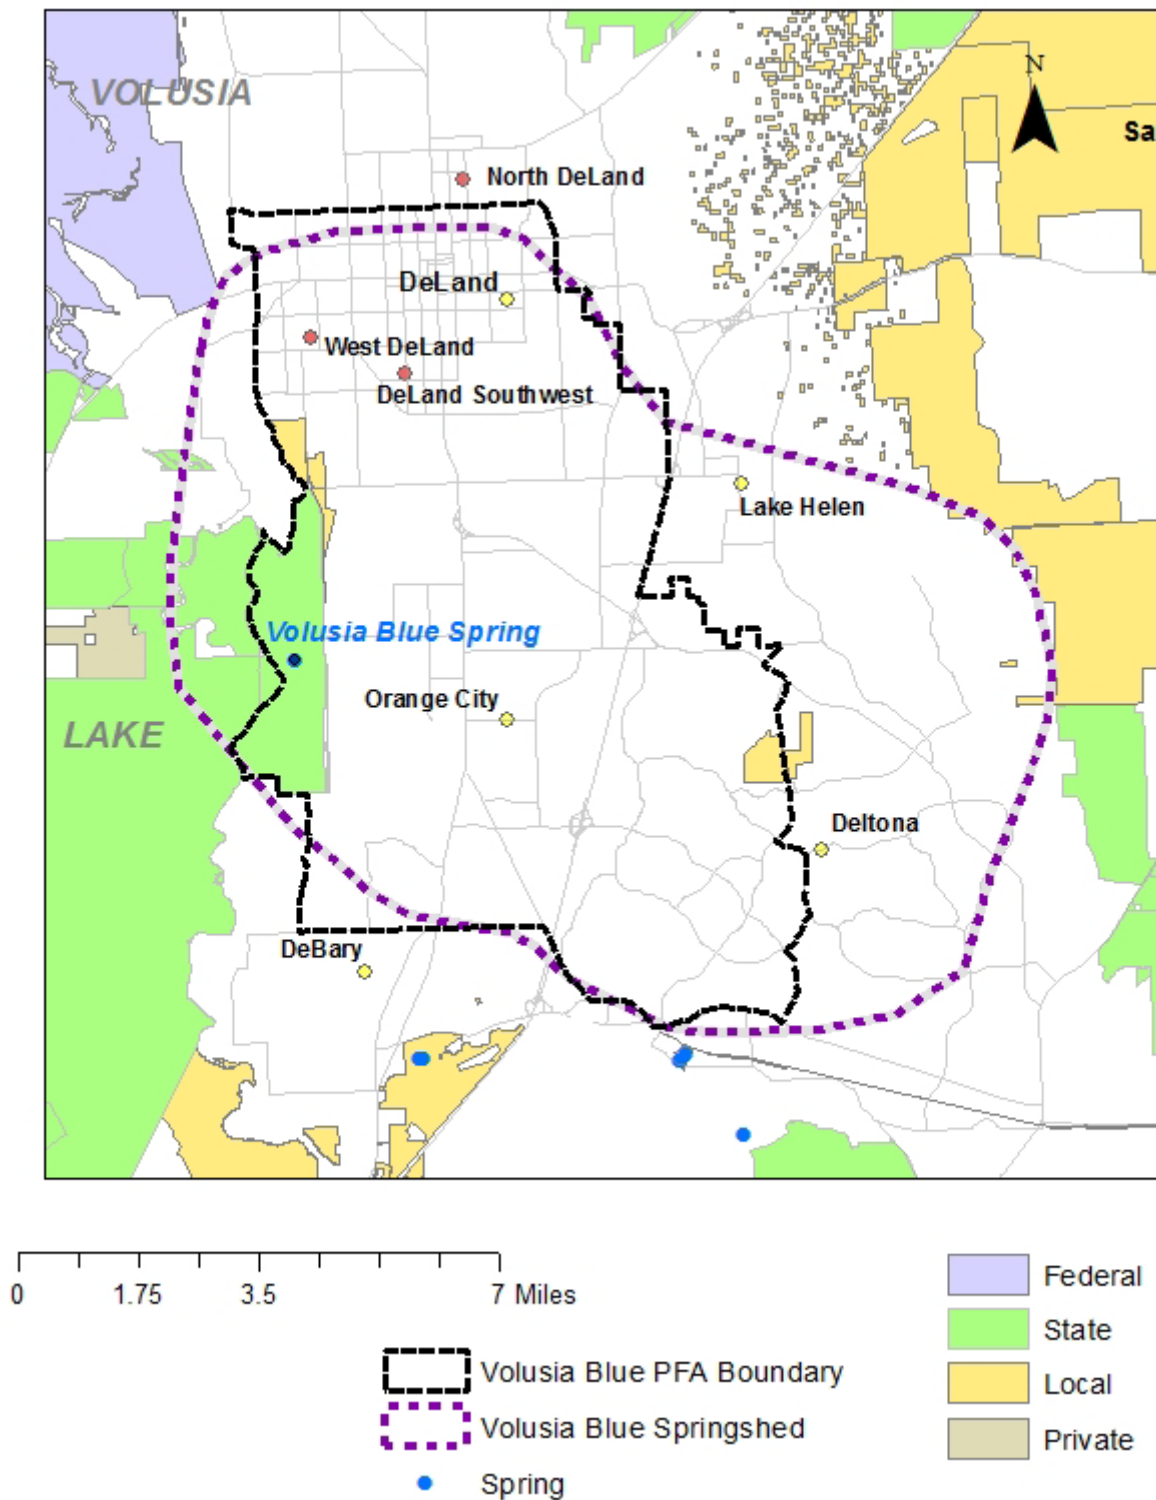 VOLUSIA
N
Sa
North DeLand
DeLand
West DeLand
DeLand Southwest
Lake Helen
Volusia Blue Spring
Orange City
LAKE
Deltona
DeBary
0 1.75 3.5 7 Miles
Federal
State
Local
Private
Volusia Blue PFA Boundary
Volusia Blue Springshed
Spring